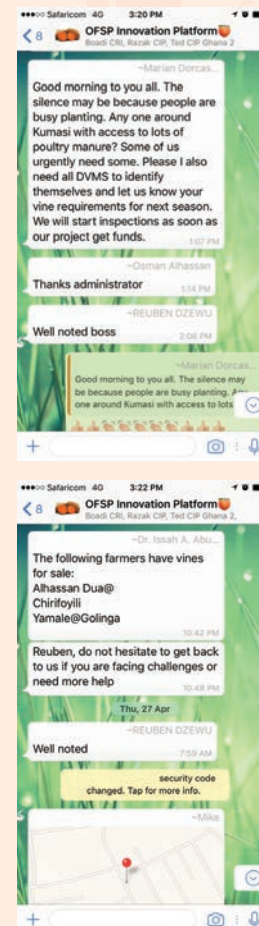 Safaricom 4G 3:20 PM
8 OFSP Innovation Platform
Boadi CRI, Razak CIP, Ted CIP Ghana 2
~Marian Dorcas...
Good morning to you all. The
silence may be because people are
busy planting. Any one around
Kumasi with access to lots of
poultry manure? Some of us
urgently need some. Please I also
need all DVMS to identify
themselves and let us know your
vine requirements for next season.
We will start inspections as soon as
our project get funds.
1:07 PM
~Osman Alhassan
Thanks administrator
1:14 PM
~REUBEN DZEWU
Well noted boss
2:06 PM
~Marian Dorcas...
Good morning to you all. The silence may
be because people are busy planting. Any
one around Kumasi with access to lots
Safaricom 4G 3:22 PM
8 OFSP Innovation Platform
Boadi CRI, Razak CIP, Ted CIP Ghana 2,
~Dr. Issah A. Abu...
The following farmers have vines
for sale:
Alhassan Dua@
Chirifoyili
Yamale@Golinga
10:42 PM
Reuben, do not hesitate to get back
to us if you are facing challenges or
need more help
10:48 PM
Thu, 27 Apr
~REUBEN DZEWU
Well noted
7:59 AM
security code
changed. Tap for more info.
~Mike